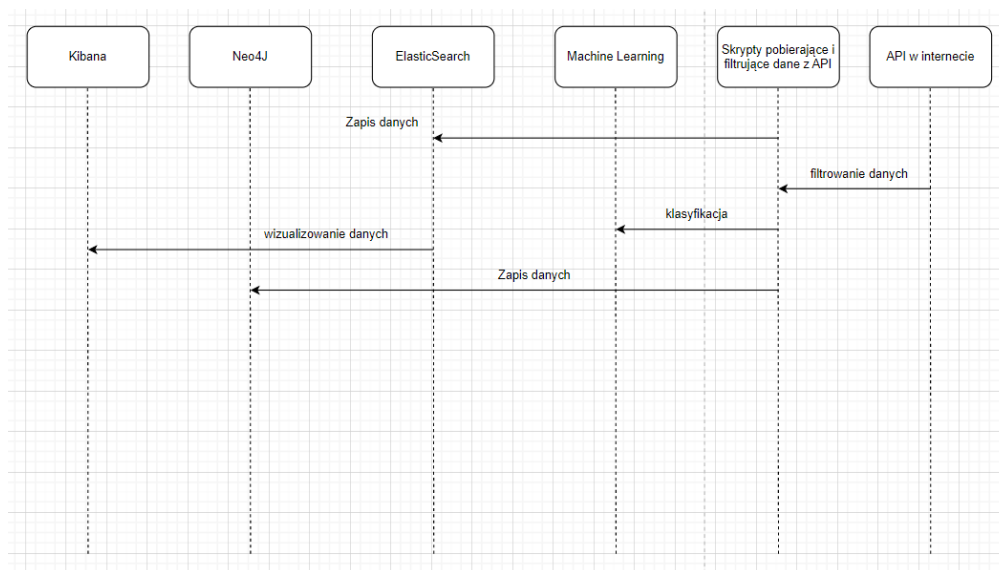 Kibana
Neo4J
ElasticSearch
Machine Learning
Skrypty pobierające i
filtrujące dane z API
API w internecie
Zapis danych
filtrowanie danych
klasyfikacja
wizualizowanie danych
Zapis danych